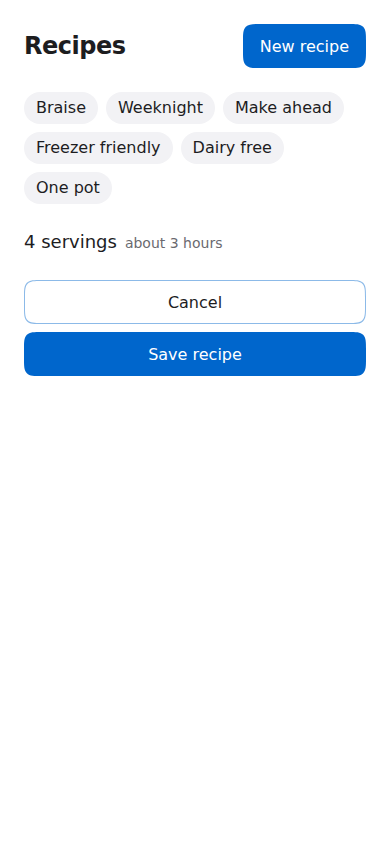 Recipes
New recipe
Braise Weeknight Make ahead
Freezer friendly Dairy free
One pot
4 servings about 3 hours
Cancel
Save recipe